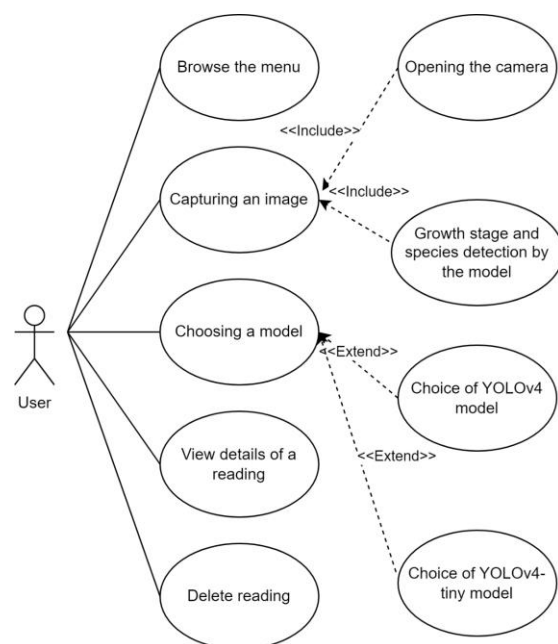 Browse the menu
Opening the camera
<<Include>>
<<Include>>
Capturing an image
Growth stage and
species detection by
the model
Choosing a model
<<Extend>>
User
Choice of YOLOv4
model
View details of a
reading
<<Extend>>
Delete reading
Choice of YOLOv4-
tiny model